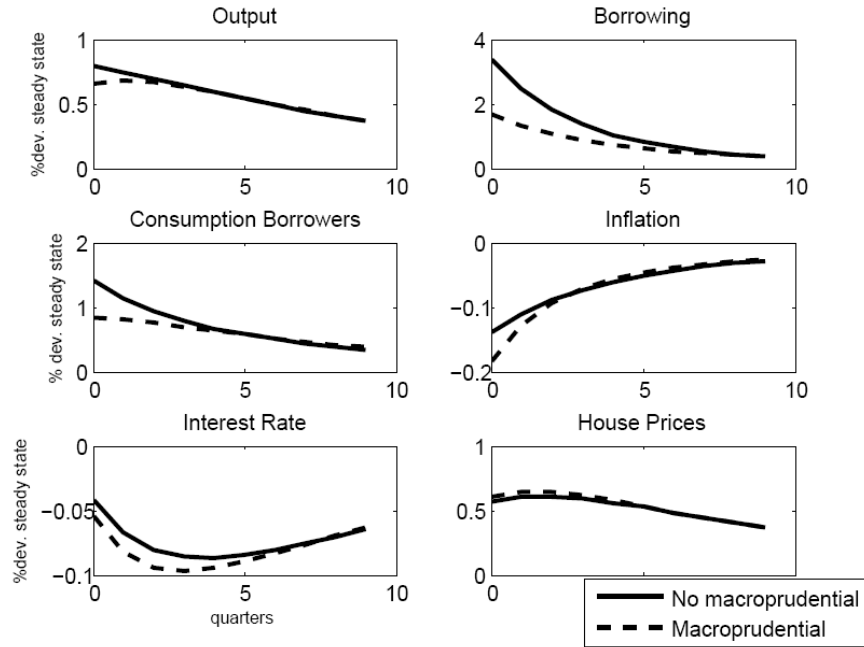 Output
%dev. steady state
1
0.5
0
0 5 10
Borrowing
4
2
0
0 5 10
Consumption Borrowers
% dev. steady state
2
1
0
0 5 10
Inflation
-0
-0.1
-0.2
0 5 10
Interest Rate
%dev. steady state
0
-0.05
-0.1
0 5 10
quarters
House Prices
1
0.5
0
0 5 10
No macroprudential
Macroprudential